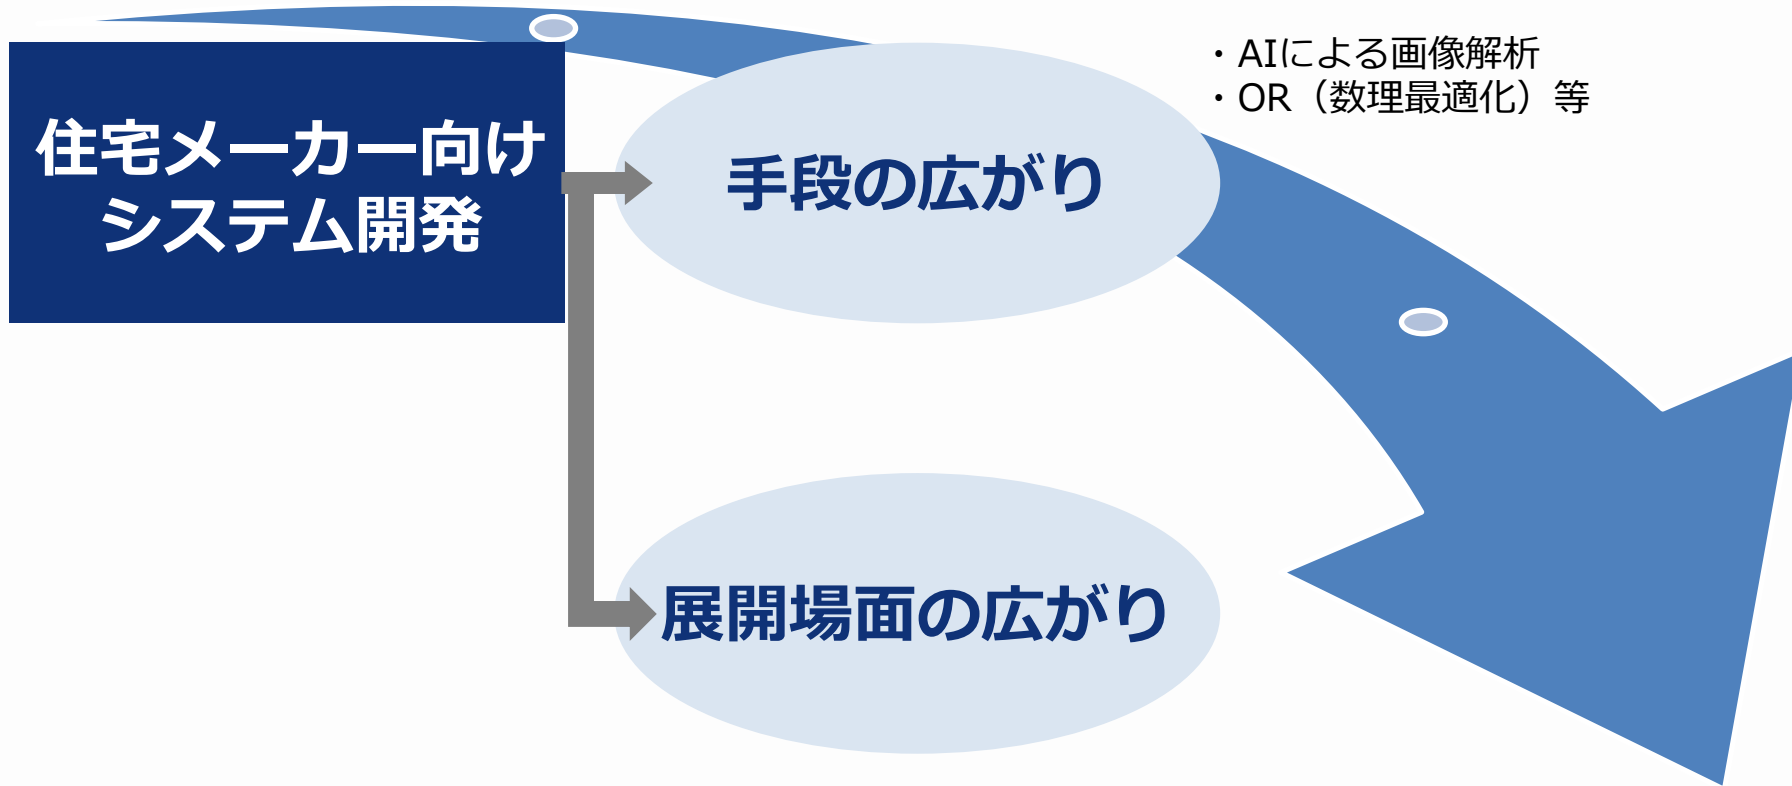 住宅メーカー向け
システム開発
手段の広がり
・AIによる画像解析
・OR（数理最適化）等
展開場面の広がり